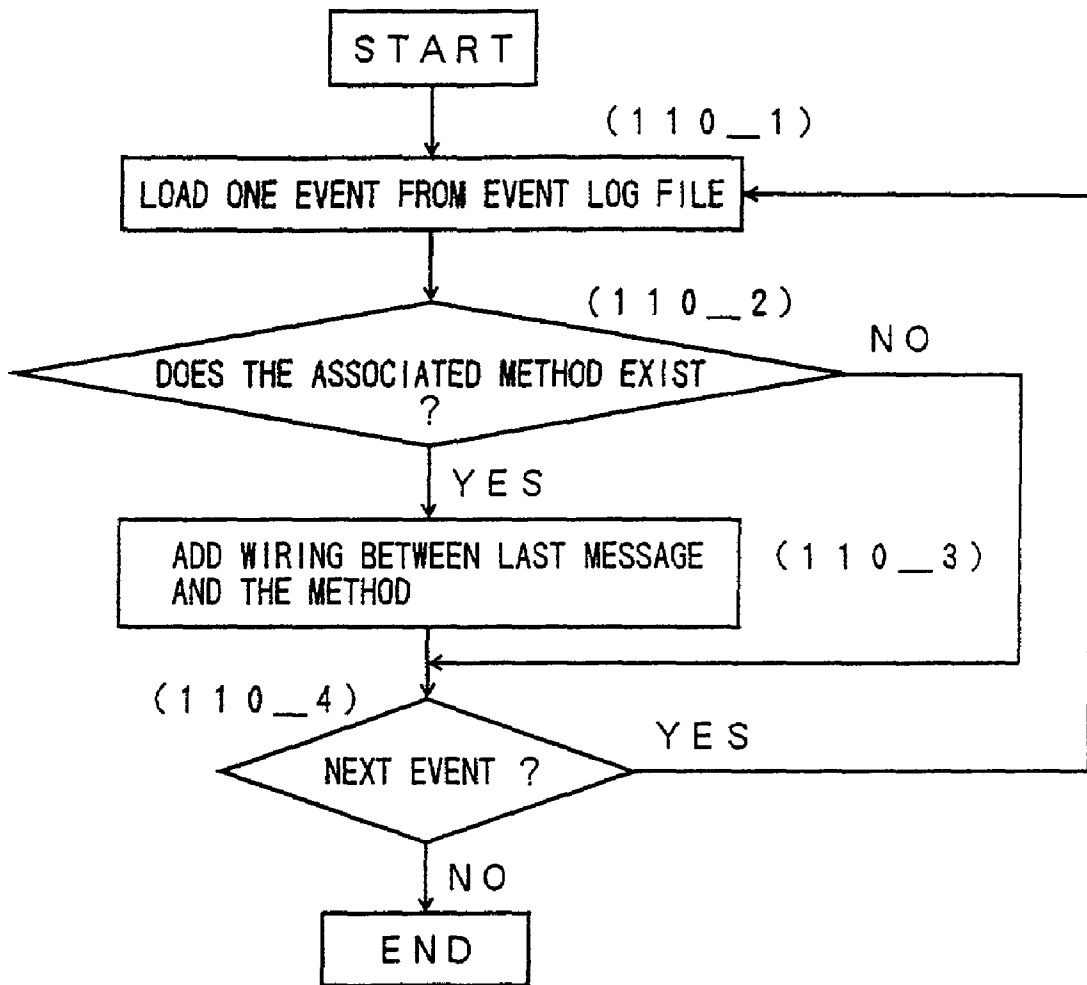 START
(110_1)
LOAD ONE EVENT FROM EVENT LOG FILE
(110_2)
NO
DOES THE ASSOCIATED METHOD EXIST
?
YES
ADD WIRING BETWEEN LAST MESSAGE
AND THE METHOD
(110_3)
(110_4)
YES
NEXT EVENT ?
NO
END